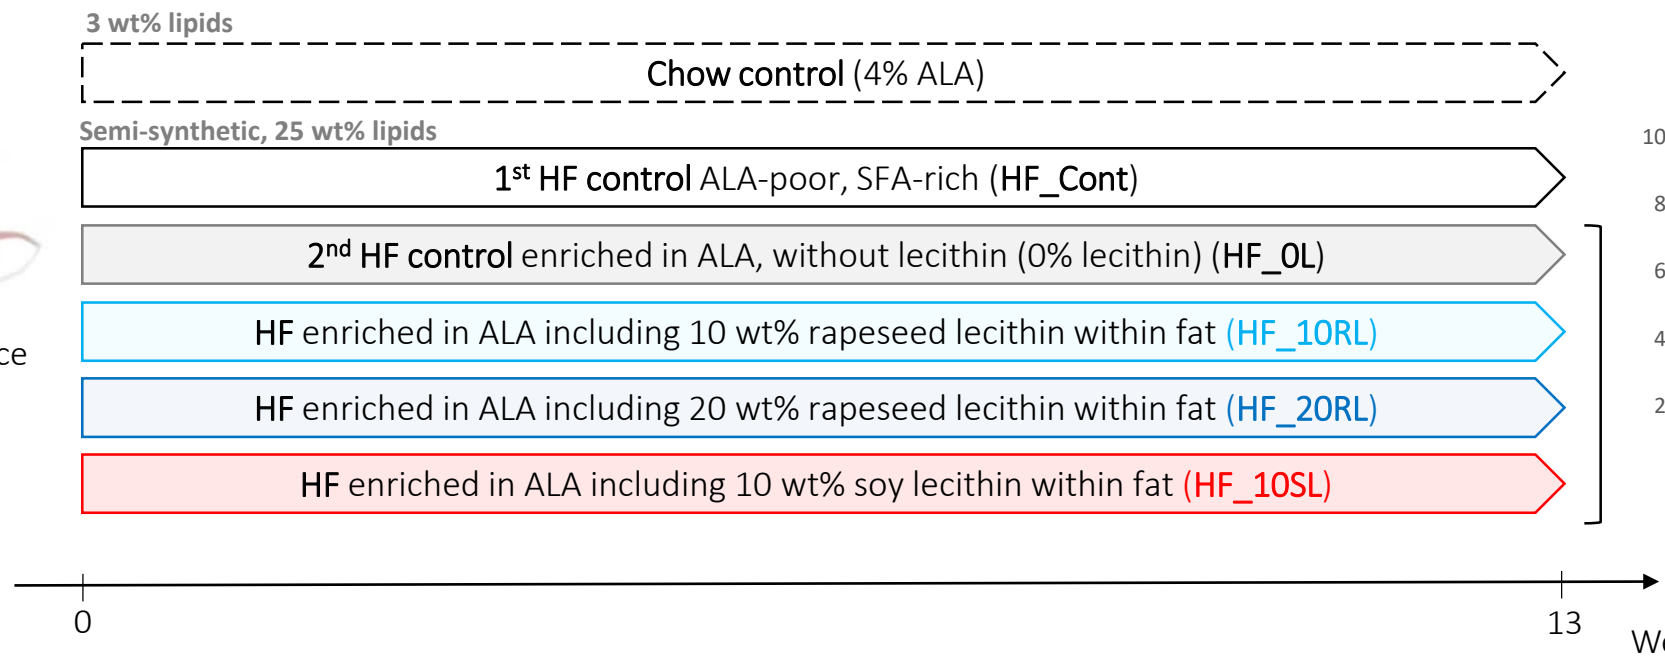 3 wt% lipids
Chow control (4% ALA)
Semi-synthetic, 25 wt% lipids
10
1st HF control ALA-poor, SFA-rich (HF_Cont)
8
2nd HF control enriched in ALA, without lecithin (0% lecithin) (HF_0L)
6
HF enriched in ALA including 10 wt% rapeseed lecithin within fat (HF_10RL)
4
HF enriched in ALA including 20 wt% rapeseed lecithin within fat (HF_20RL)
2
HF enriched in ALA including 10 wt% soy lecithin within fat (HF_10SL)
0
13